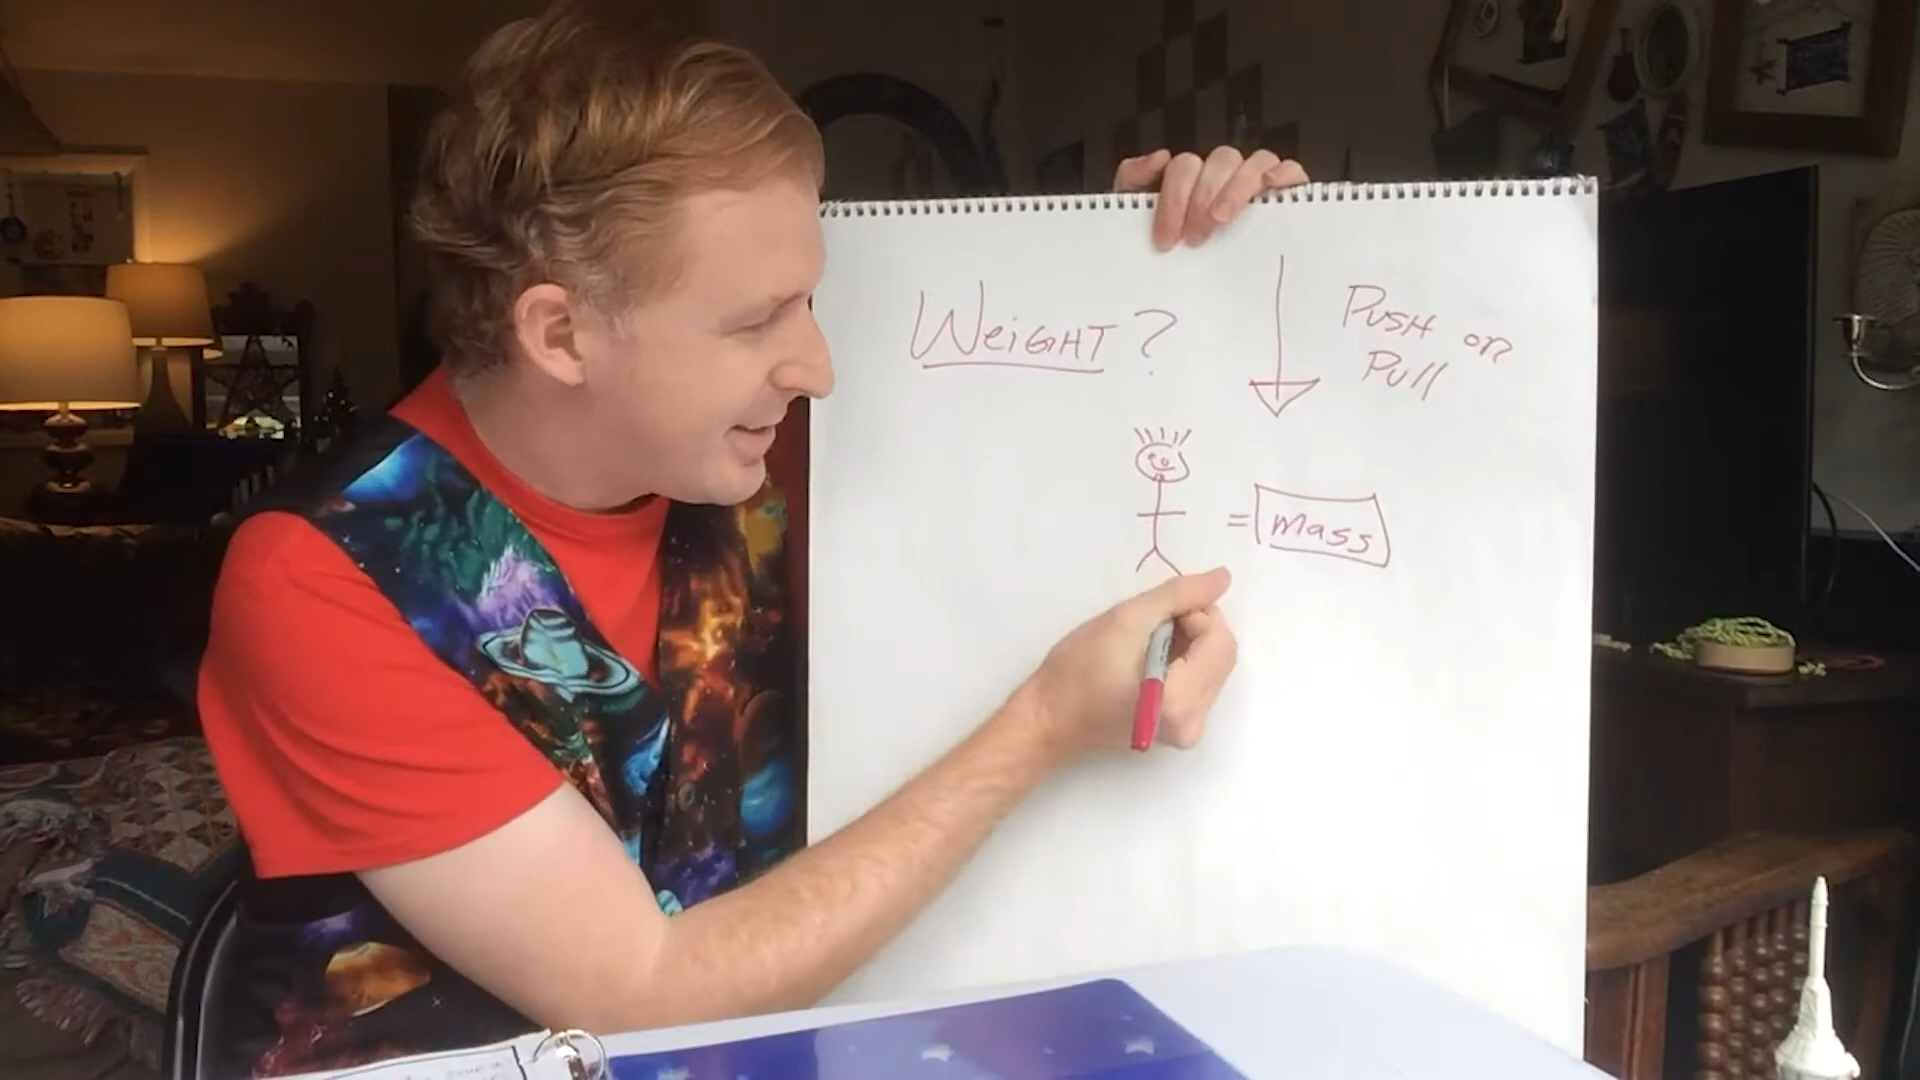 Weight?
Push or
Pull
= mass